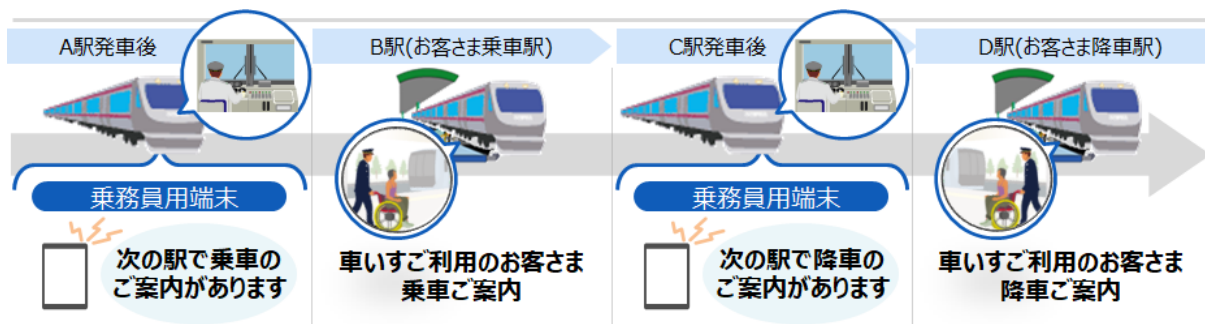 A駅発車後
B駅(お客さま乗車駅)
C駅発車後
D駅(お客さま降車駅)
乗務員用端末
次の駅で乗車の
ご案内があります
車いすご利用のお客さま
乗車ご案内
乗務員用端末
次の駅で降車の
ご案内があります
車いすご利用のお客さま
降車ご案内